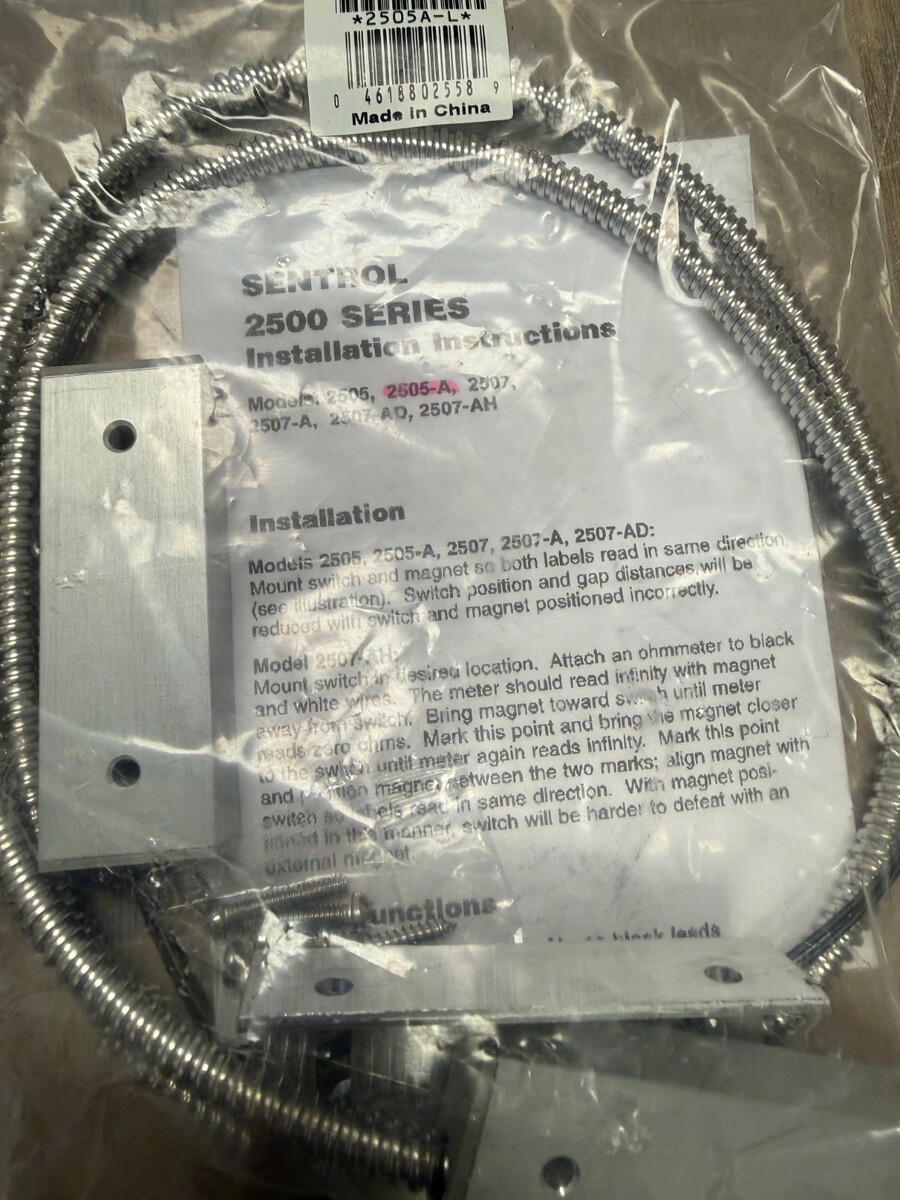 *2505A-L*
0 4618802558 9
Made in China
SENTROL
2500 SERIES
Installation Instructions
Models: 2505, 2505-A, 2507,
2507-A, 2507-AD, 2507-AH
Installation
Models 2505, 2505-A, 2507, 2507-A, 2507-AD:
Mount switch and magnet so both labels read in same direction
(see illustration). Switch position and gap distances will be
reduced with switch and magnet positioned incorrectly.
Model 2507-AH:
Mount switch in desired location. Attach an ohmmeter to black
and white wires. The meter should read infinity with magnet
away from switch. Bring magnet toward switch until meter
reads zero ohms. Mark this point and bring the magnet closer
to the switch until meter again reads infinity. Mark this point
and position magnet between the two marks; align magnet with
switch so labels read in same direction. With magnet posi-
tioned in this manner, switch will be harder to defeat with an
external magnet.
unctions
black leads